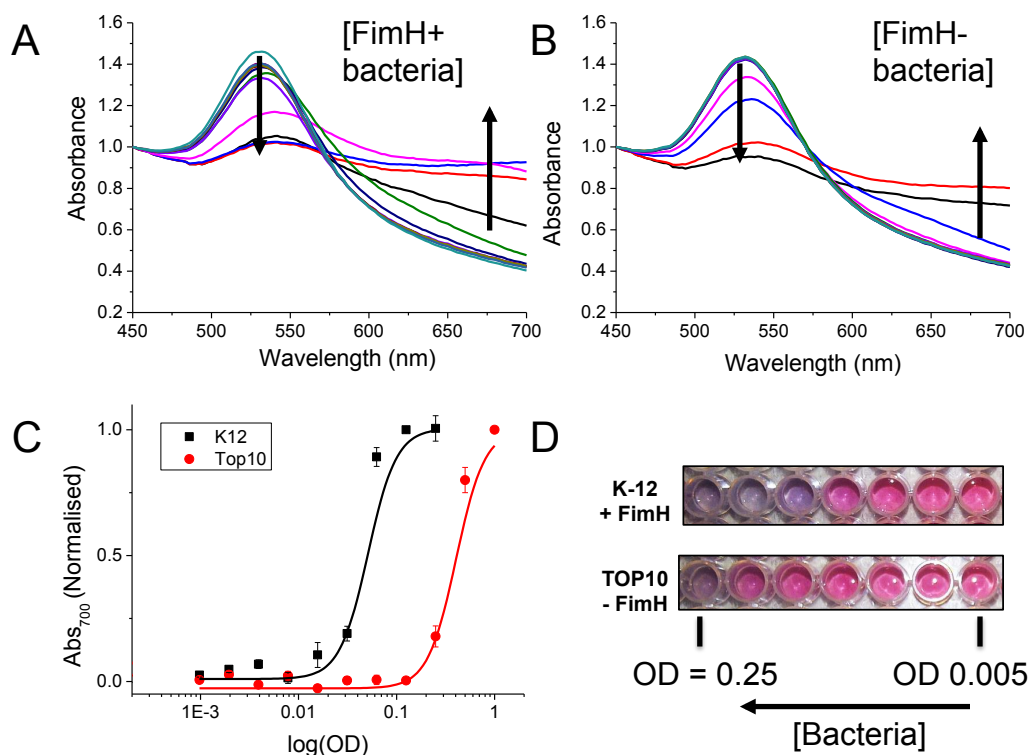 A
[FimH+
bacteria]
Absorbance
1.6
1.4
1.2
1.0
0.8
0.6
0.4
0.2
450 500 550 600 650 700
Wavelength (nm)
B
[FimH-
bacteria]
Absorbance
1.6
1.4
1.2
1.0
0.8
0.6
0.4
0.2
450 500 550 600 650 700
Wavelength (nm)
C
K12
Top10
Abs700 (Normalised)
1.0
0.5
0.0
1E-3 0.01 0.1 1
log(OD)
D
K-12
+ FimH
TOP10
- FimH
OD = 0.25 OD 0.005
[Bacteria]